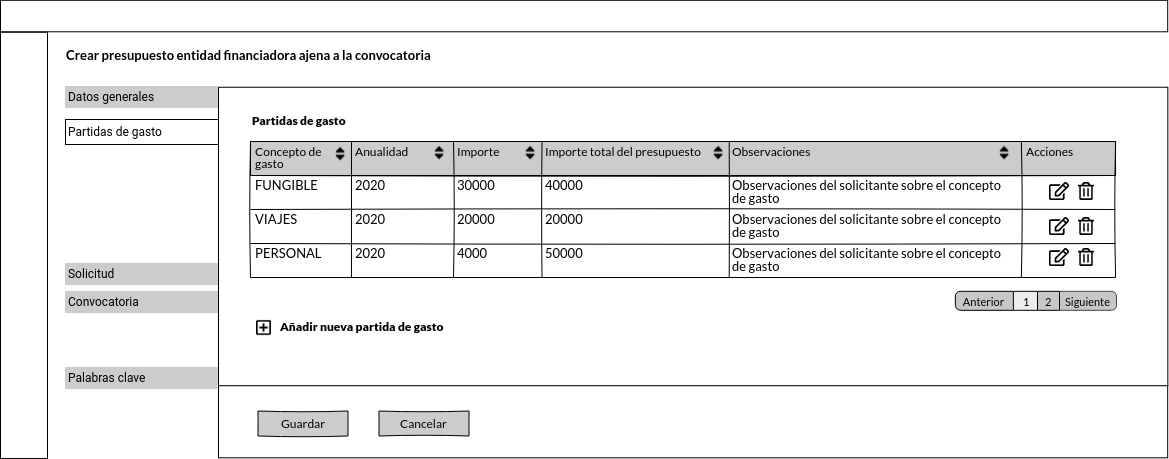 Crear presupuesto entidad financiadora ajena a la convocatoria
Datos generales
Partidas de gasto
Solicitud
Convocatoria
Palabras clave
Partidas de gasto
Concepto de gasto Anualidad Importe Importe total del presupuesto Observaciones Acciones
FUNGIBLE 2020 30000 40000 Observaciones del solicitante sobre el concepto
de gasto
VIAJES 2020 20000 20000 Observaciones del solicitante sobre el concepto
de gasto
PERSONAL 2020 4000 50000 Observaciones del solicitante sobre el concepto
de gasto
Anterior 1 2 Siguiente
Añadir nueva partida de gasto
Guardar Cancelar